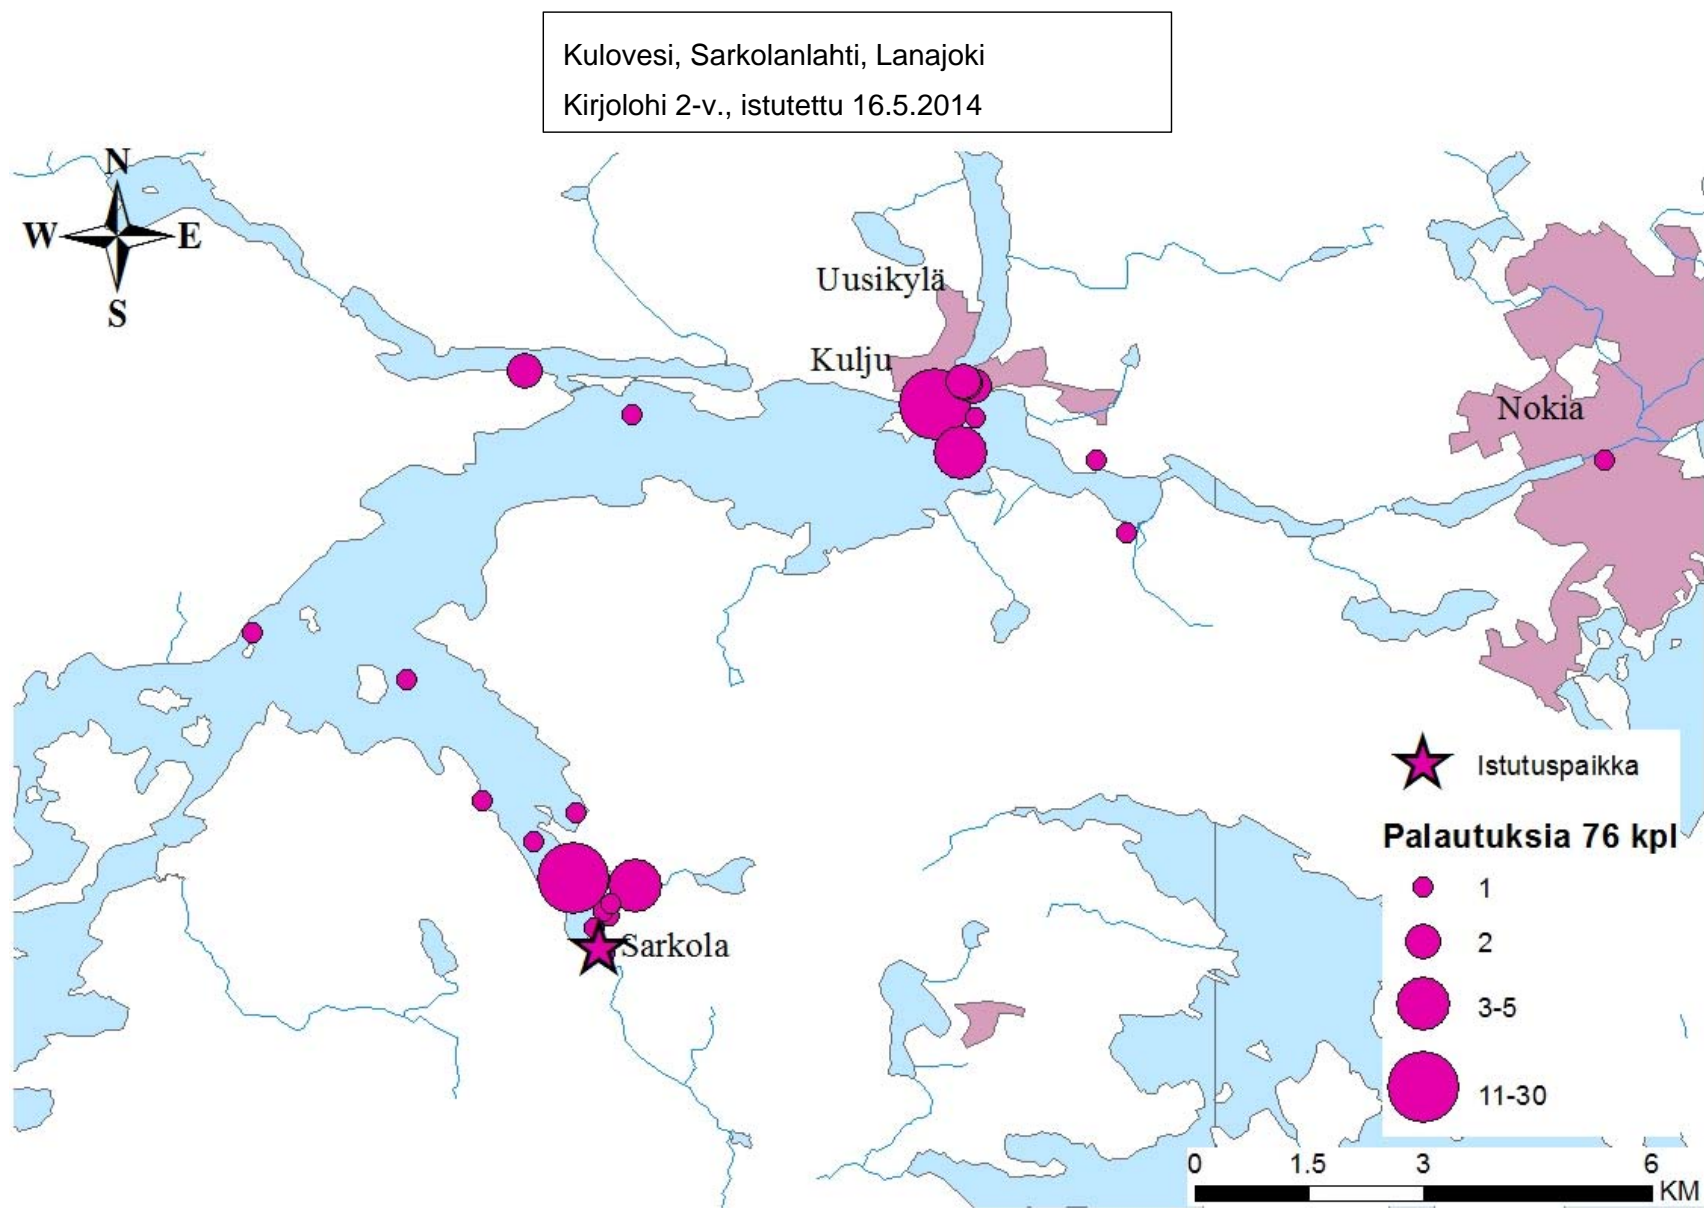 Kulovesi, Sarkolanlahti, Lanajoki
Kirjolohi 2-v., istutettu 16.5.2014
N
W
E
S
Uusikylä
Kulju
Nokia
Sarkola
Istutuspaikka
Palautuksia 76 kpl
1
2
3-5
11-30
0 1.5 3 6
KM